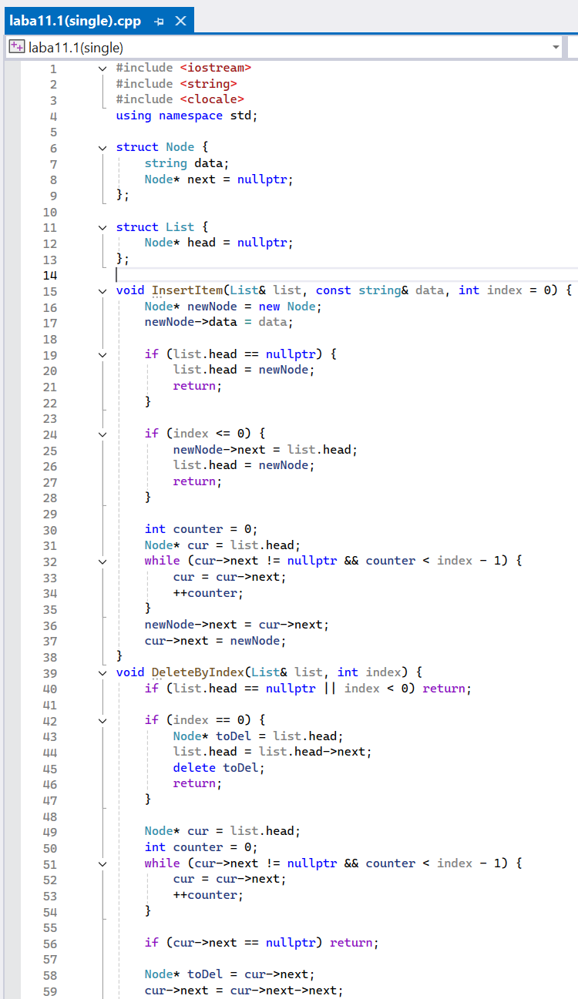 laba11.1(single).cpp
laba11.1(single)
1 #include <iostream>
2 #include <string>
3 #include <clocale>
4 using namespace std;
5
6 struct Node {
7     string data;
8     Node* next = nullptr;
9 };
10
11 struct List {
12     Node* head = nullptr;
13 };
14
15 void InsertItem(List& list, const string& data, int index = 0) {
16     Node* newNode = new Node;
17     newNode->data = data;
18
19     if (list.head == nullptr) {
20         list.head = newNode;
21         return;
22     }
23
24     if (index <= 0) {
25         newNode->next = list.head;
26         list.head = newNode;
27         return;
28     }
29
30     int counter = 0;
31     Node* cur = list.head;
32     while (cur->next != nullptr && counter < index - 1) {
33         cur = cur->next;
34         ++counter;
35     }
36     newNode->next = cur->next;
37     cur->next = newNode;
38 }
39 void DeleteByIndex(List& list, int index) {
40     if (list.head == nullptr || index < 0) return;
41
42     if (index == 0) {
43         Node* toDel = list.head;
44         list.head = list.head->next;
45         delete toDel;
46         return;
47     }
48
49     Node* cur = list.head;
50     int counter = 0;
51     while (cur->next != nullptr && counter < index - 1) {
52         cur = cur->next;
53         ++counter;
54     }
55
56     if (cur->next == nullptr) return;
57
58     Node* toDel = cur->next;
59     cur->next = cur->next->next;